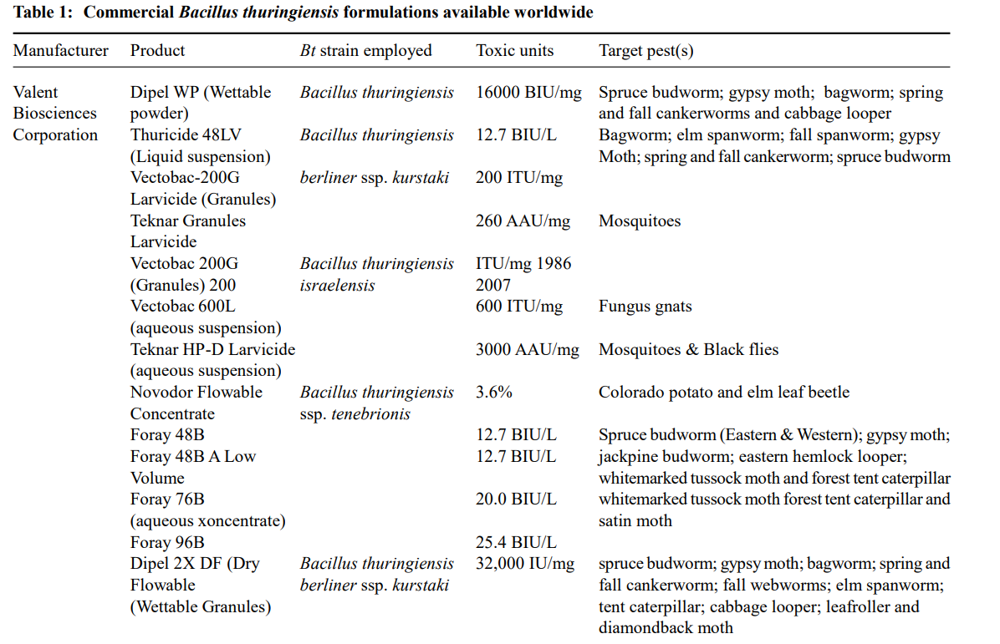 Table 1: Commercial Bacillus thuringiensis formulations available worldwide
Manufacturer Product Bt strain employed Toxic units Target pest(s)
Valent Dipel WP (Wettable Bacillus thuringiensis 16000 BIU/mg Spruce budworm; gypsy moth; bagworm; spring
Biosciences powder) and fall cankerworms and cabbage looper
Corporation Thuricide 48LV Bacillus thuringiensis 12.7 BIU/L Bagworm; elm spanworm; fall spanworm; gypsy
(Liquid suspension) Moth; spring and fall cankerworm; spruce budworm
Vectobac-200G berliner ssp. kurstaki 200 ITU/mg
Larvicide (Granules)
Teknar Granules 260 AAU/mg Mosquitoes
Larvicide
Vectobac 200G Bacillus thuringiensis ITU/mg 1986
(Granules) 200 israelensis 2007
Vectobac 600L 600 ITU/mg Fungus gnats
(aqueous suspension)
Teknar HP-D Larvicide 3000 AAU/mg Mosquitoes & Black flies
(aqueous suspension)
Novodor Flowable Bacillus thuringiensis 3.6% Colorado potato and elm leaf beetle
Concentrate ssp. tenebrionis
Foray 48B 12.7 BIU/L Spruce budworm (Eastern & Western); gypsy moth;
Foray 48B A Low 12.7 BIU/L jackpine budworm; eastern hemlock looper;
Volume whitemarked tussock moth and forest tent caterpillar
Foray 76B 20.0 BIU/L whitemarked tussock moth forest tent caterpillar and
(aqueous xoncentrate) satin moth
Foray 96B 25.4 BIU/L
Dipel 2X DF (Dry Bacillus thuringiensis 32,000 IU/mg spruce budworm; gypsy moth; bagworm; spring and
Flowable berliner ssp. kurstaki fall cankerworm; fall webworms; elm spanworm;
(Wettable Granules) tent caterpillar; cabbage looper; leafroller and
diamondback moth